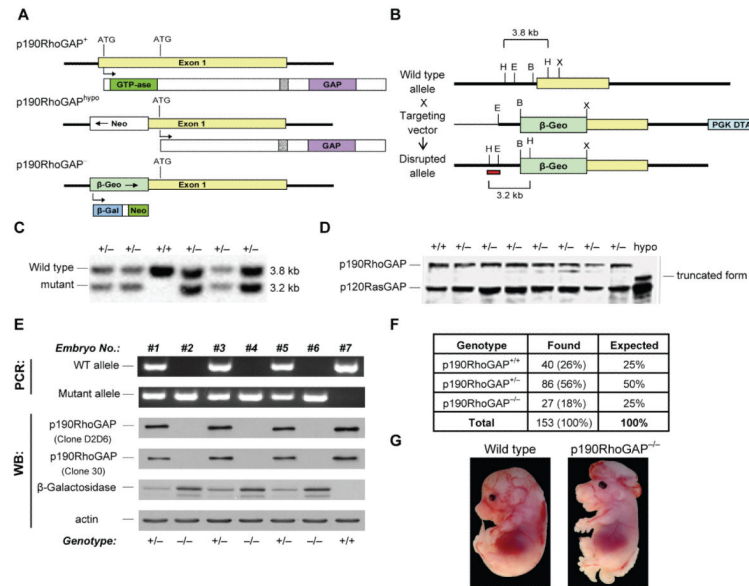 A
p190RhoGAP+
ATG ATG
Exon 1
GTP-ase GAP
p190RhoGAPhypo
ATG
← Neo Exon 1
GAP
p190RhoGAP–
ATG
β-Geo → Exon 1
β-Gal Neo
B
3.8 kb
H E B H X
Wild type
allele
X
Targeting
vector
E B X
β-Geo
PGK DTA
Disrupted
allele
H E B H X
β-Geo
3.2 kb
C
+/– +/– +/+ +/– +/– +/–
Wild type 3.8 kb
mutant 3.2 kb
D
+/+ +/– +/– +/– +/– +/– +/– +/– hypo
p190RhoGAP
truncated form
p120RasGAP
E
Embryo No.: #1 #2 #3 #4 #5 #6 #7
PCR:
WT allele
Mutant allele
WB:
p190RhoGAP
(Clone D2D6)
p190RhoGAP
(Clone 30)
β-Galactosidase
actin
Genotype: +/– –/– +/– –/– +/– –/– +/+
F
Genotype Found Expected
p190RhoGAP+/+ 40 (26%) 25%
p190RhoGAP+/– 86 (56%) 50%
p190RhoGAP–/– 27 (18%) 25%
Total 153 (100%) 100%
G
Wild type p190RhoGAP–/–